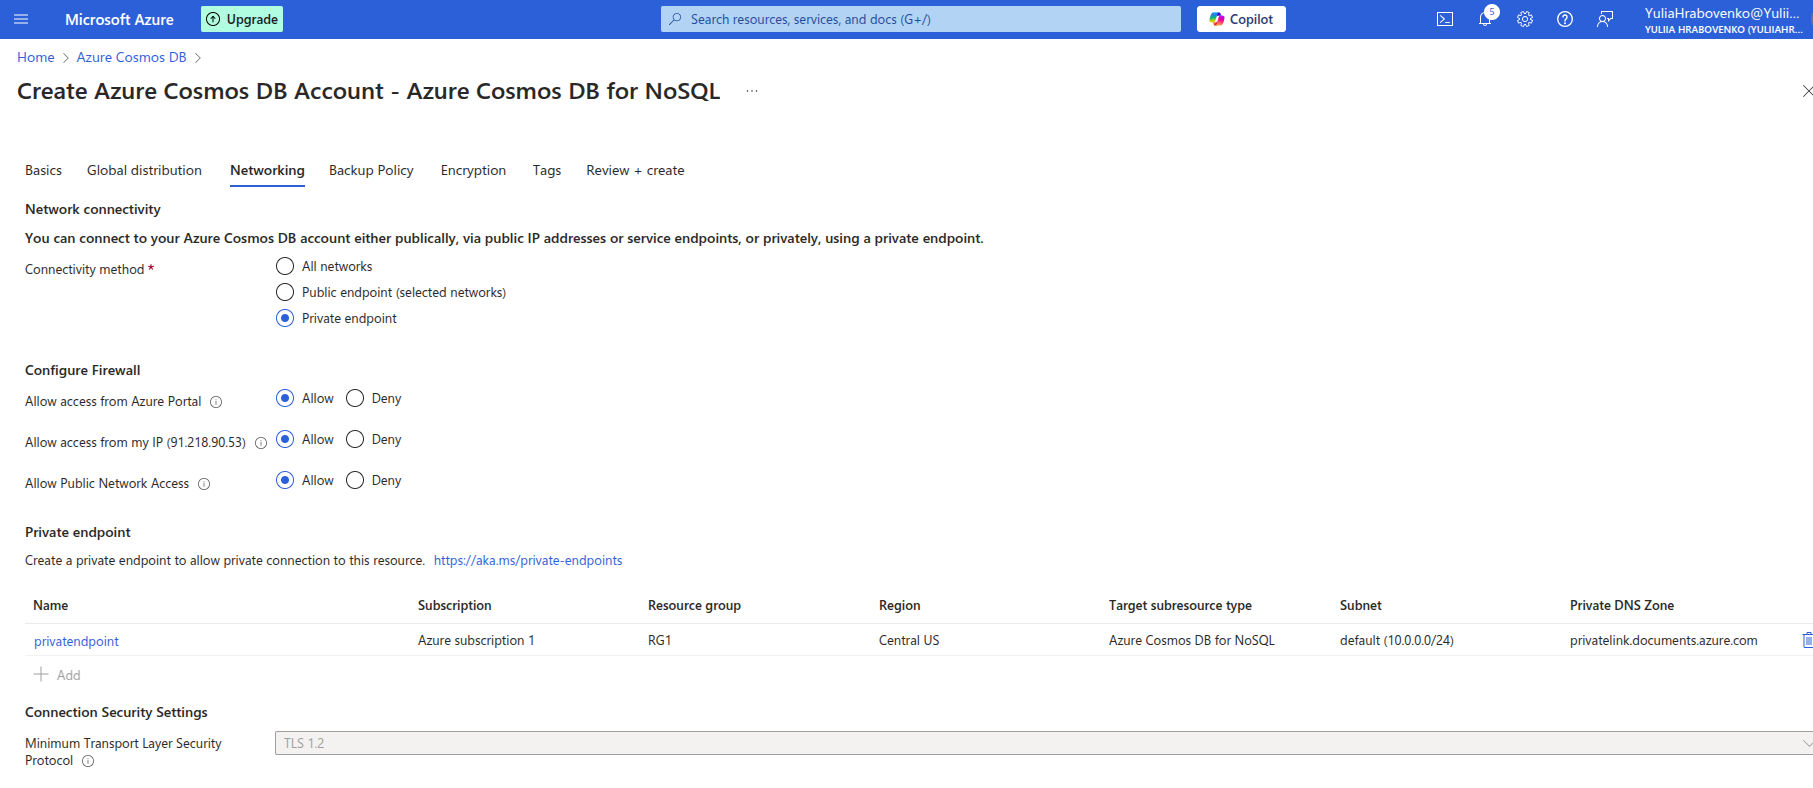 Microsoft Azure
Upgrade
Search resources, services, and docs (G+/)
Copilot
5
YuliaHrabovenko@Yulii...
YULIIA HRABOVENKO (YULIIAHR...
Home > Azure Cosmos DB >
Create Azure Cosmos DB Account - Azure Cosmos DB for NoSQL ...
Basics Global distribution Networking Backup Policy Encryption Tags Review + create
Network connectivity
You can connect to your Azure Cosmos DB account either publically, via public IP addresses or service endpoints, or privately, using a private endpoint.
Connectivity method *
All networks
Public endpoint (selected networks)
Private endpoint
Configure Firewall
Allow access from Azure Portal Allow Deny
Allow access from my IP (91.218.90.53) Allow Deny
Allow Public Network Access Allow Deny
Private endpoint
Create a private endpoint to allow private connection to this resource. https://aka.ms/private-endpoints
Name Subscription Resource group Region Target subresource type Subnet Private DNS Zone
privatendpoint Azure subscription 1 RG1 Central US Azure Cosmos DB for NoSQL default (10.0.0.0/24) privatelink.documents.azure.com
+ Add
Connection Security Settings
Minimum Transport Layer Security
Protocol
TLS 1.2